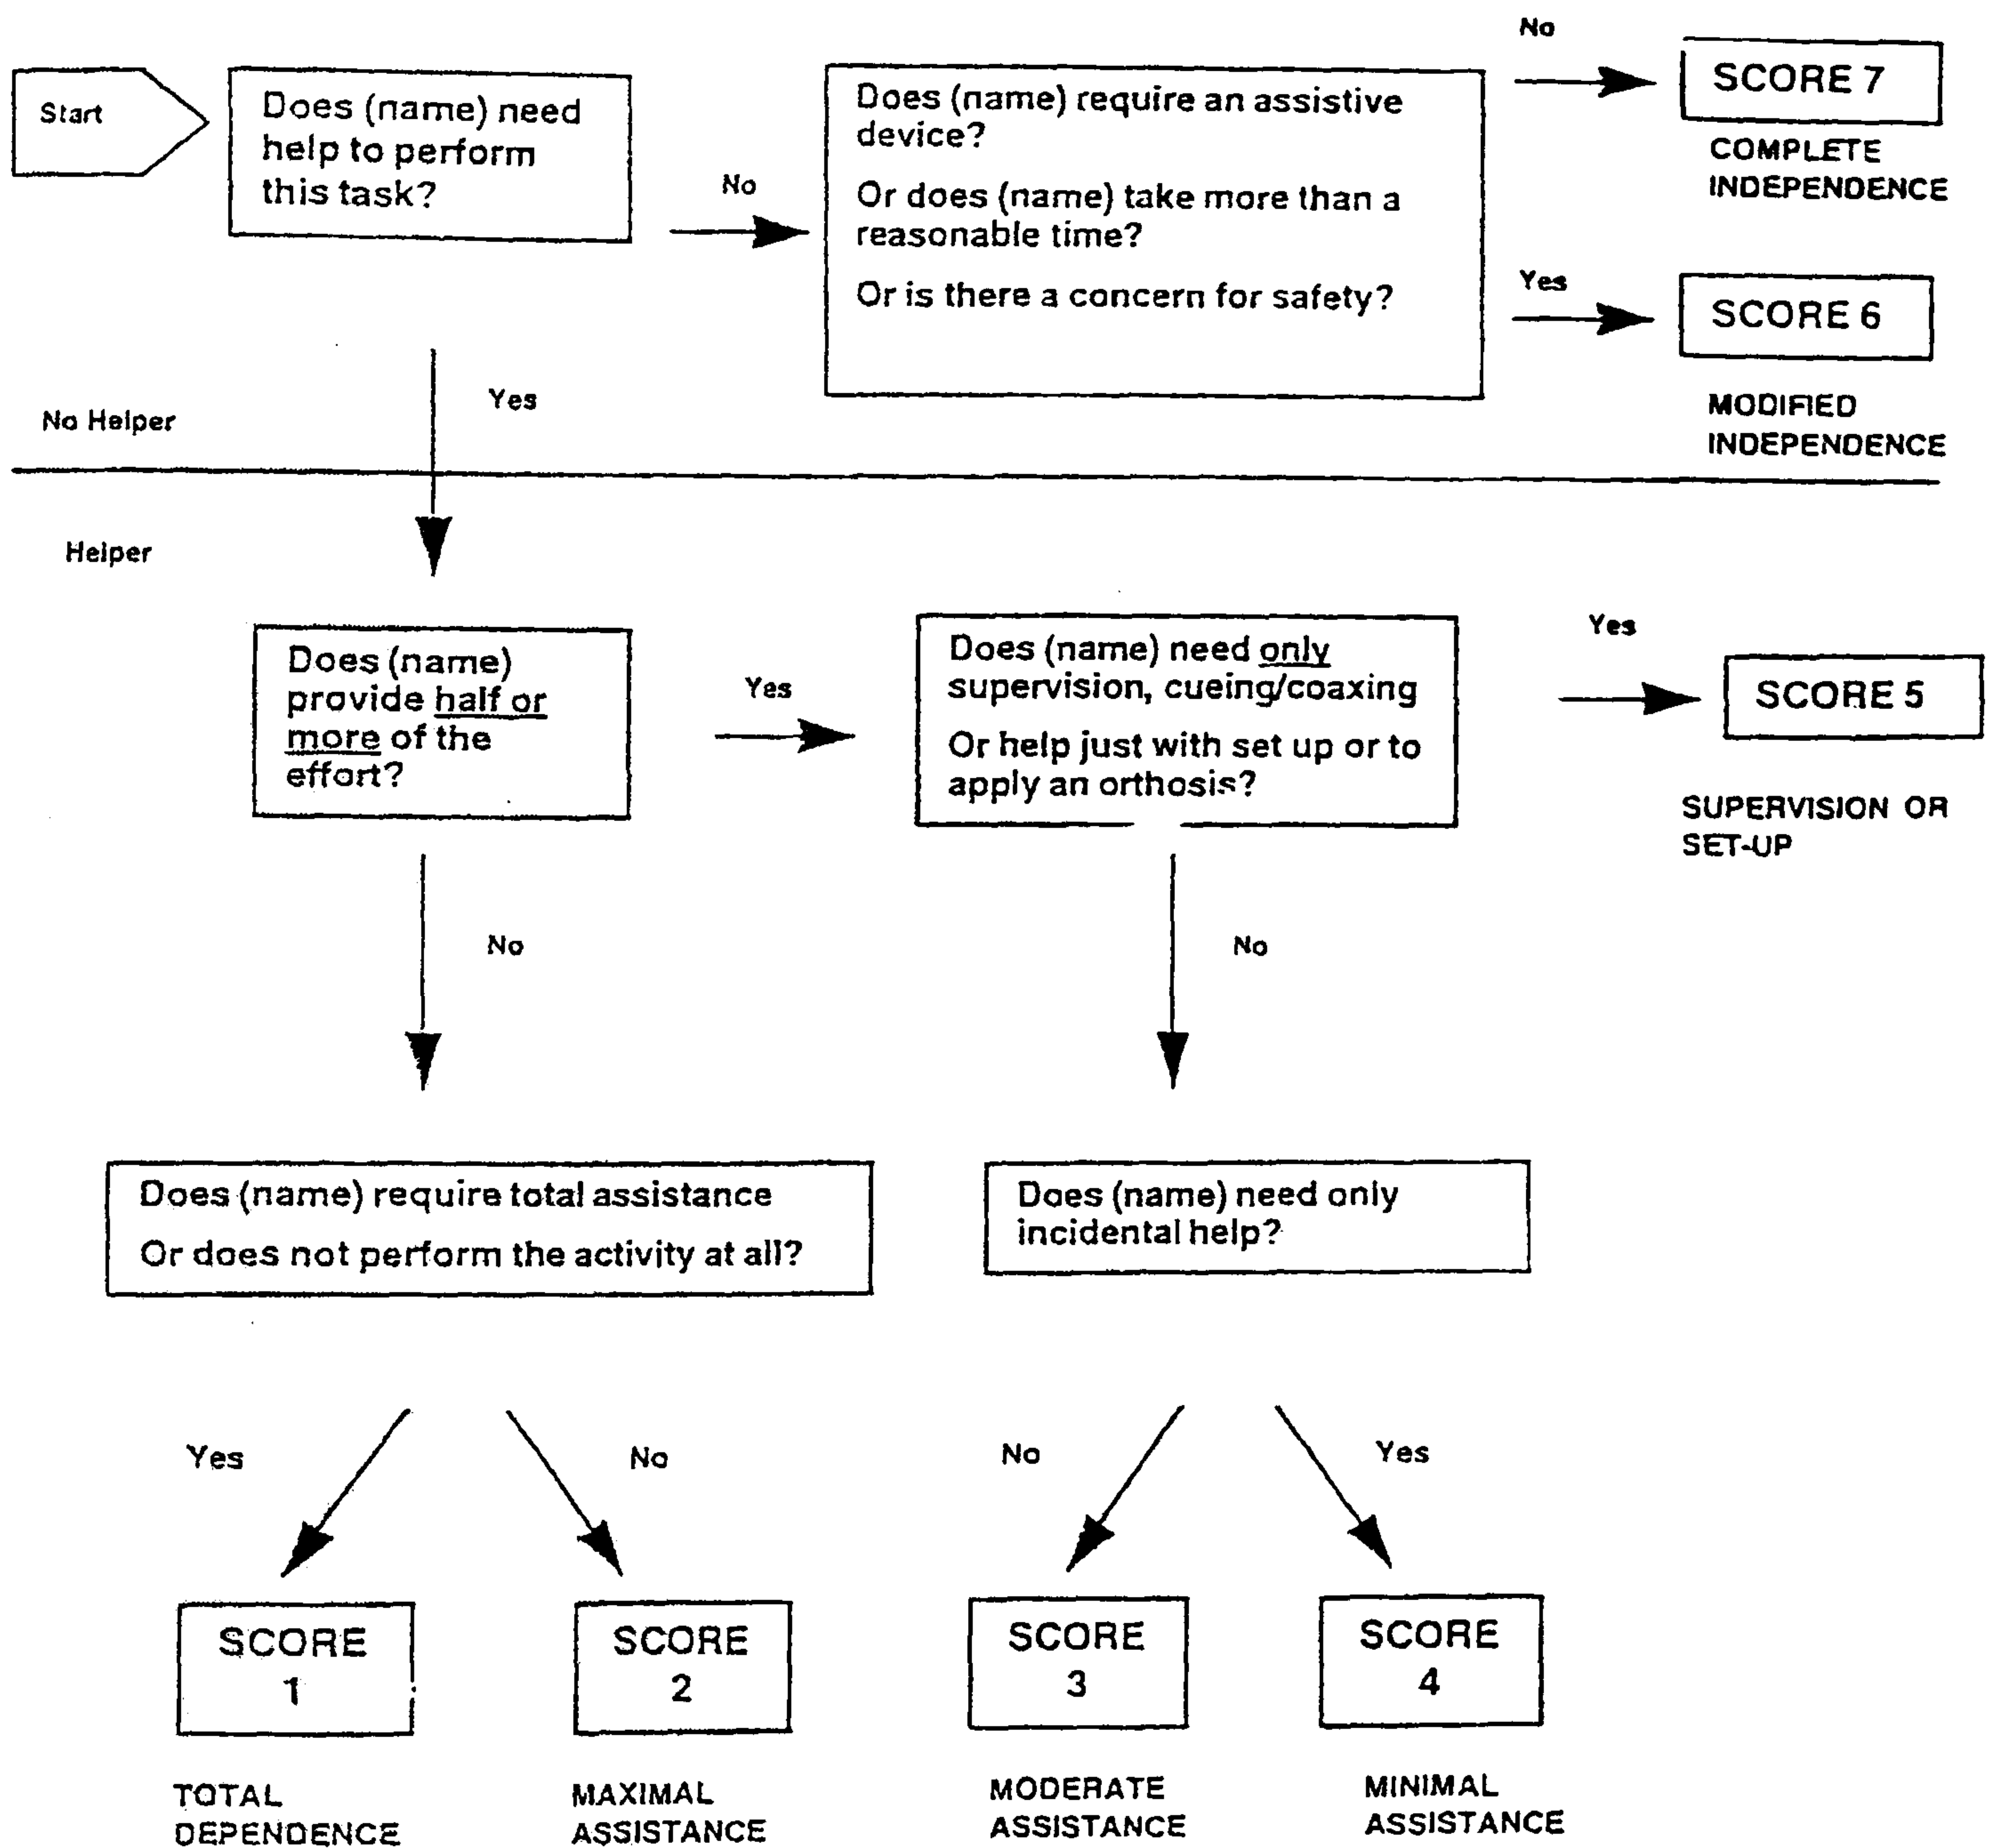 Start
Does (name) need
help to perform
this task?
No
Does (name) require an assistive
device?
Or does (name) take more than a
reasonable time?
Or is there a concern for safety?
No
SCORE 7
COMPLETE
INDEPENDENCE
Yes
SCORE 6
MODIFIED
INDEPENDENCE
Yes
No Helper
Helper
Does (name)
provide half or
more of the
effort?
Yes
Does (name) need only
supervision, cueing/coaxing
Or help just with set up or to
apply an orthosis?
Yes
SCORE 5
SUPERVISION OR
SET-UP
No
No
Does (name) require total assistance
Or does not perform the activity at all?
Does (name) need only
incidental help?
Yes
No
No
Yes
SCORE
1
SCORE
2
SCORE
3
SCORE
4
TOTAL
DEPENDENCE
MAXIMAL
ASSISTANCE
MODERATE
ASSISTANCE
MINIMAL
ASSISTANCE